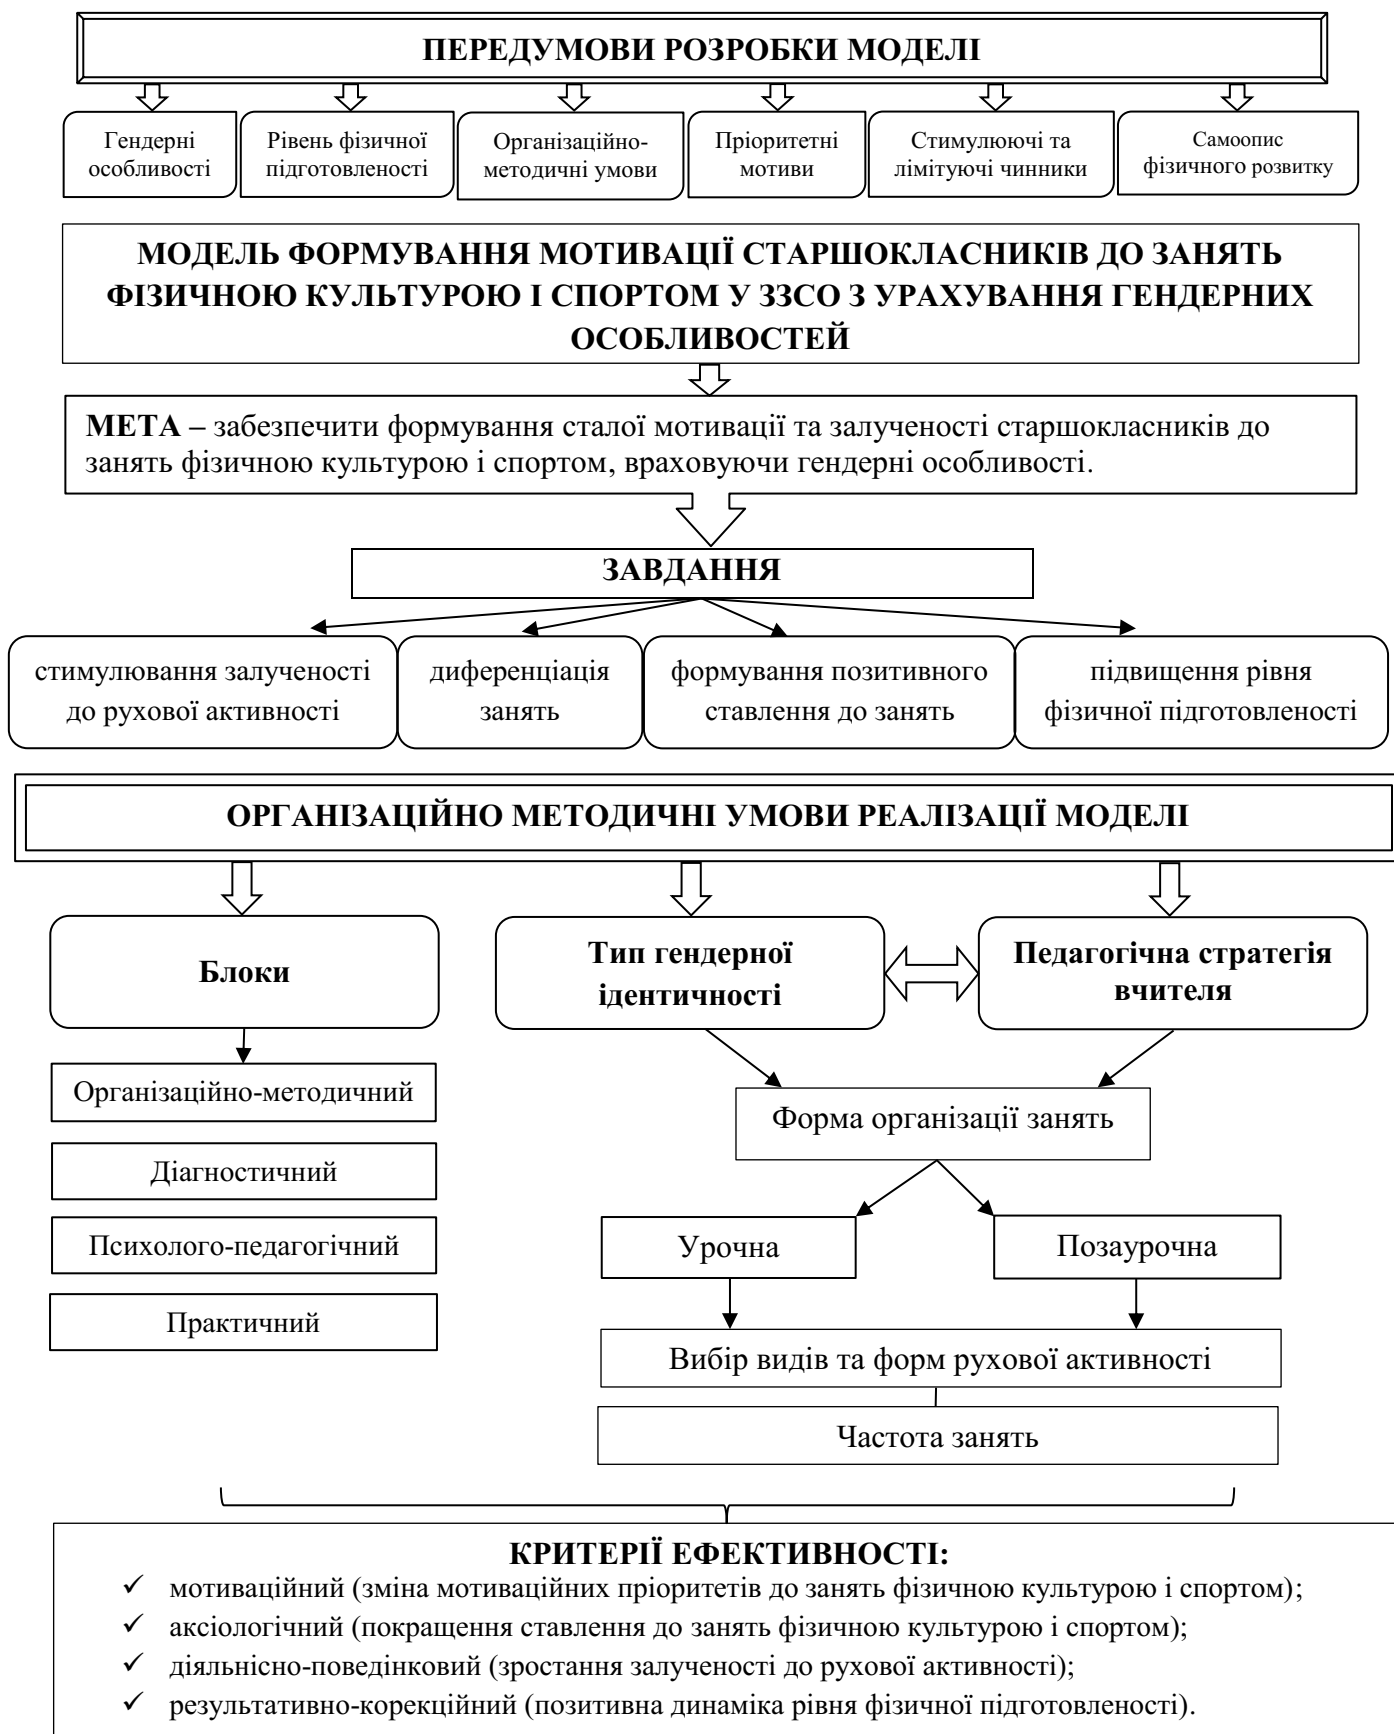 ПЕРЕДУМОВИ РОЗРОБКИ МОДЕЛІ
Гендерні
особливості
Рівень фізичної
підготовленості
Організаційно-
методичні умови
Пріоритетні
мотиви
Стимулюючі та
лімітуючі чинники
Самоопис
фізичного розвитку
МОДЕЛЬ ФОРМУВАННЯ МОТИВАЦІЇ СТАРШОКЛАСНИКІВ ДО ЗАНЯТЬ
ФІЗИЧНОЮ КУЛЬТУРОЮ І СПОРТОМ У ЗЗСО З УРАХУВАННЯ ГЕНДЕРНИХ
ОСОБЛИВОСТЕЙ
МЕТА – забезпечити формування сталої мотивації та залученості старшокласників до
занять фізичною культурою і спортом, враховуючи гендерні особливості.
ЗАВДАННЯ
стимулювання залученості
до рухової активності
диференціація
занять
формування позитивного
ставлення до занять
підвищення рівня
фізичної підготовленості
ОРГАНІЗАЦІЙНО МЕТОДИЧНІ УМОВИ РЕАЛІЗАЦІЇ МОДЕЛІ
Блоки
Тип гендерної
ідентичності
Педагогічна стратегія
вчителя
Організаційно-методичний
Діагностичний
Психолого-педагогічний
Практичний
Форма організації занять
Урочна
Позаурочна
Вибір видів та форм рухової активності
Частота занять
КРИТЕРІЇ ЕФЕКТИВНОСТІ:
✓ мотиваційний (зміна мотиваційних пріоритетів до занять фізичною культурою і спортом);
✓ аксіологічний (покращення ставлення до занять фізичною культурою і спортом);
✓ діяльнісно-поведінковий (зростання залученості до рухової активності);
✓ результативно-корекційний (позитивна динаміка рівня фізичної підготовленості).